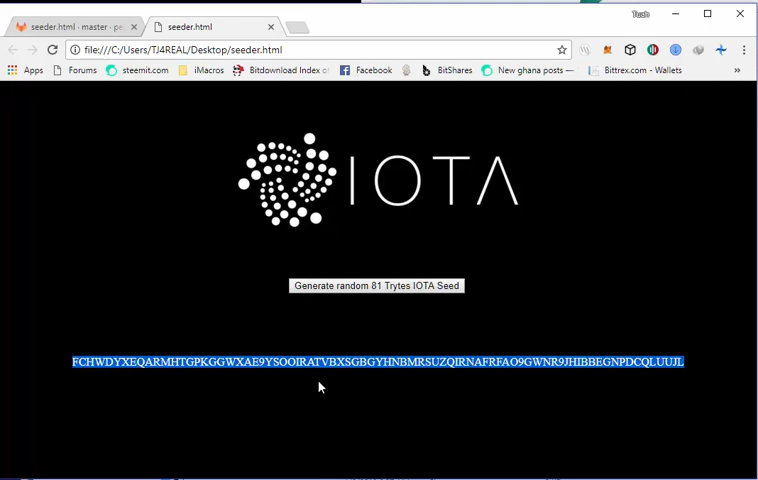 Tuah
seeder.html - master - pe
seeder.html
file:///C:/Users/TJ4REAL/Desktop/seeder.html
Apps Forums steemit.com iMacros Bitdownload Index of Facebook BitShares New ghana posts — Bittrex.com - Wallets »
IOTA
Generate random 81 Trytes IOTA Seed
FCHWDYXEQARMHTGPKGGWXAE9YSOOIRATVBXSGBGYHNBMRSUZQIRNAFRFAO9GWNR9JHIBBEGNPDCQLUUJL